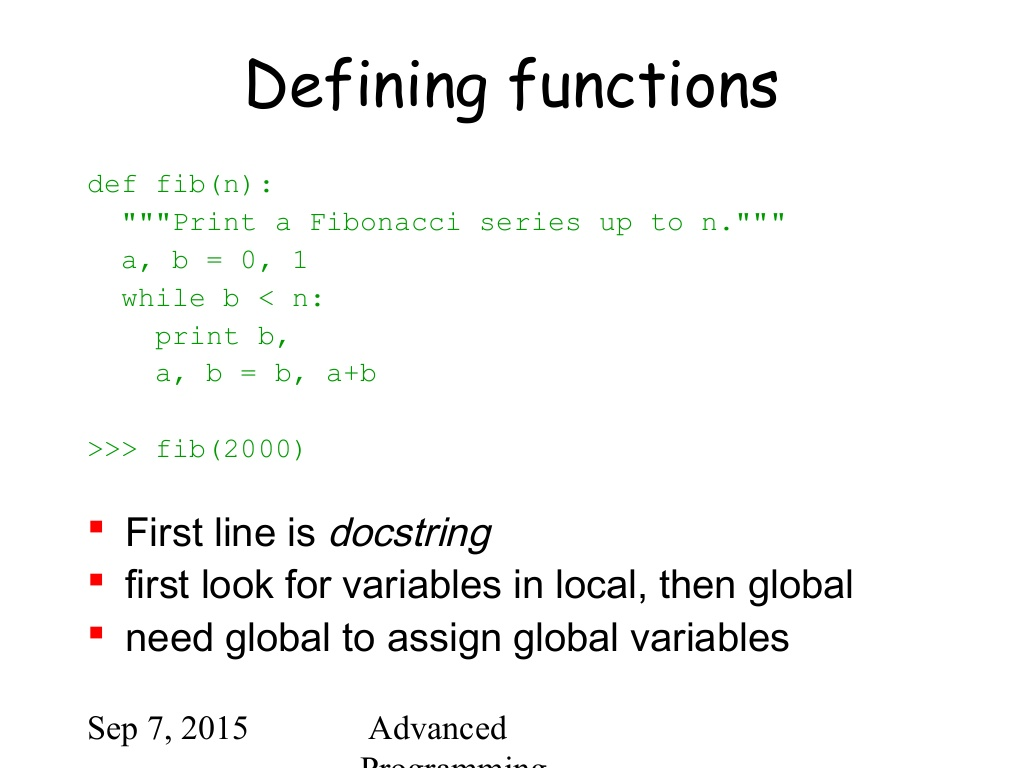 Defining functions
def fib(n):
  """Print a Fibonacci series up to n."""
  a, b = 0, 1
  while b < n:
    print b,
    a, b = b, a+b
>>> fib(2000)
First line is docstring
first look for variables in local, then global
need global to assign global variables
Sep 7, 2015
Advanced
Programming